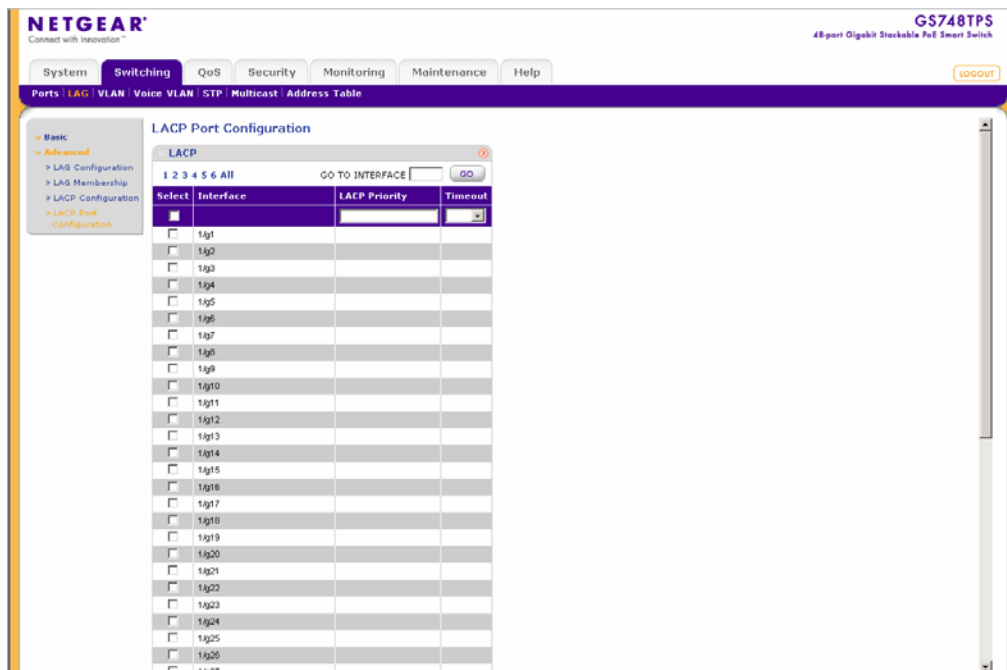 NETGEAR
Connect with Innovation™
GS748TPS
48-port Gigabit Stackable PoE Smart Switch
System Switching QoS Security Monitoring Maintenance Help
LOGOUT
Ports LAG VLAN Voice VLAN STP Multicast Address Table
Basic
Advanced
> LAG Configuration
> LAG Membership
> LACP Configuration
> LACP Port
Configuration
LACP Port Configuration
LACP
1 2 3 4 5 6 All GO TO INTERFACE GO
Select Interface LACP Priority Timeout
1/g1
1/g2
1/g3
1/g4
1/g5
1/g6
1/g7
1/g8
1/g9
1/g10
1/g11
1/g12
1/g13
1/g14
1/g15
1/g16
1/g17
1/g18
1/g19
1/g20
1/g21
1/g22
1/g23
1/g24
1/g25
1/g26